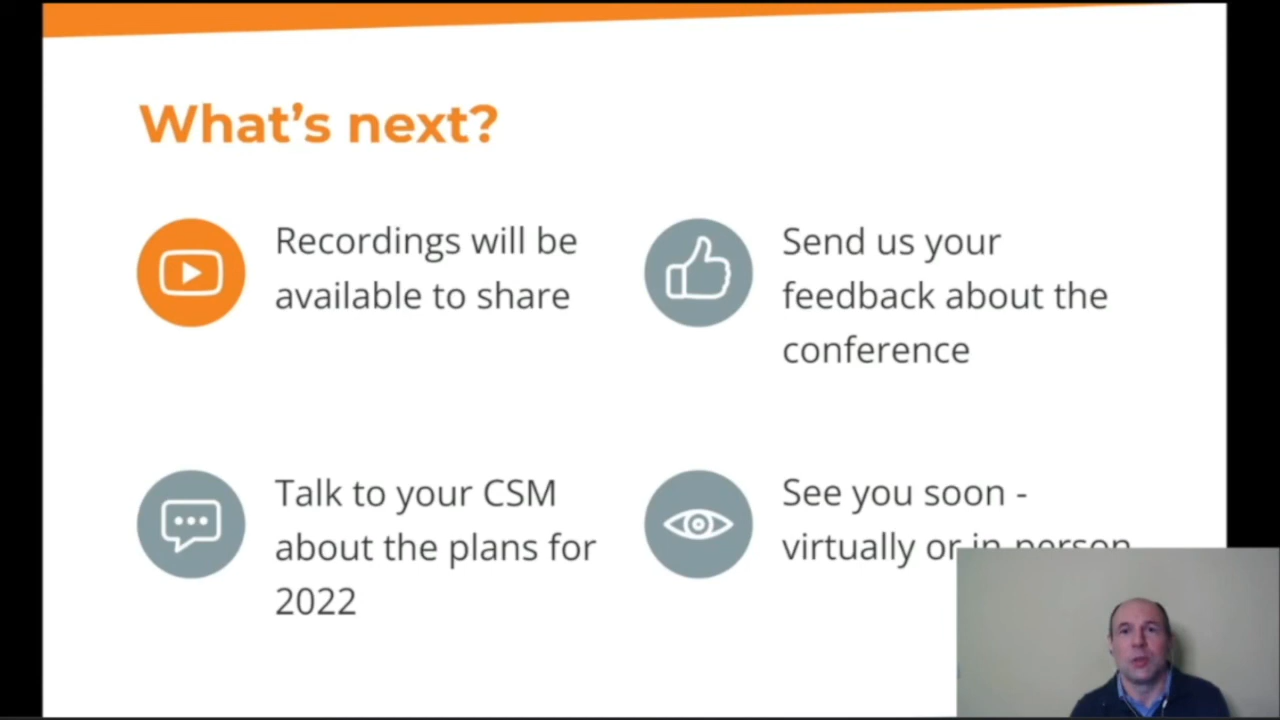 What's next?
Recordings will be
available to share
Send us your
feedback about the
conference
Talk to your CSM
about the plans for
2022
See you soon -
virtually or in-person